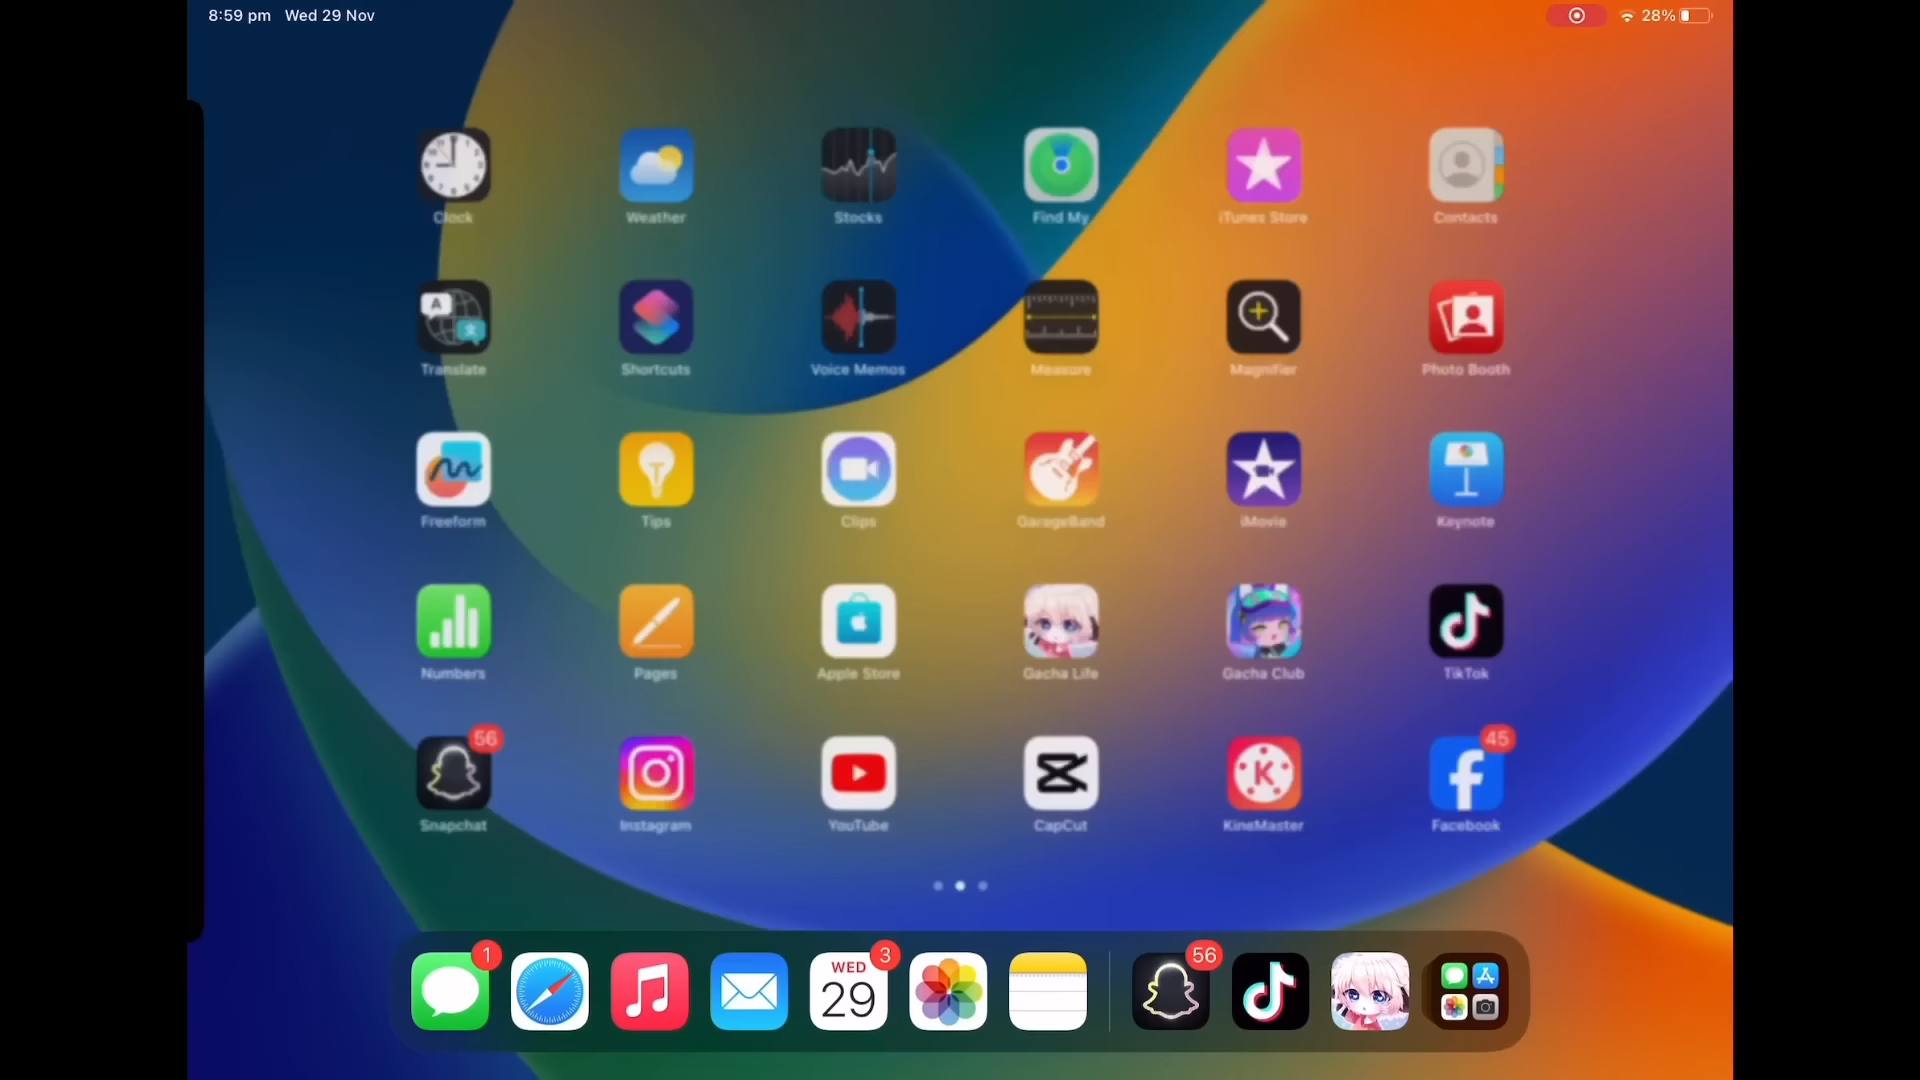 8:59 pm Wed 29 Nov 28%
Clock Weather Stocks Find My iTunes Store Contacts
A 文
Translate Shortcuts Voice Memos Measure Magnifier Photo Booth
Freeform Tips Clips GarageBand iMovie Keynote
Numbers Pages Apple Store Gacha Life Gacha Club TikTok
56 K 45
Snapchat Instagram YouTube CapCut KineMaster Facebook
1 WED 29 3 56